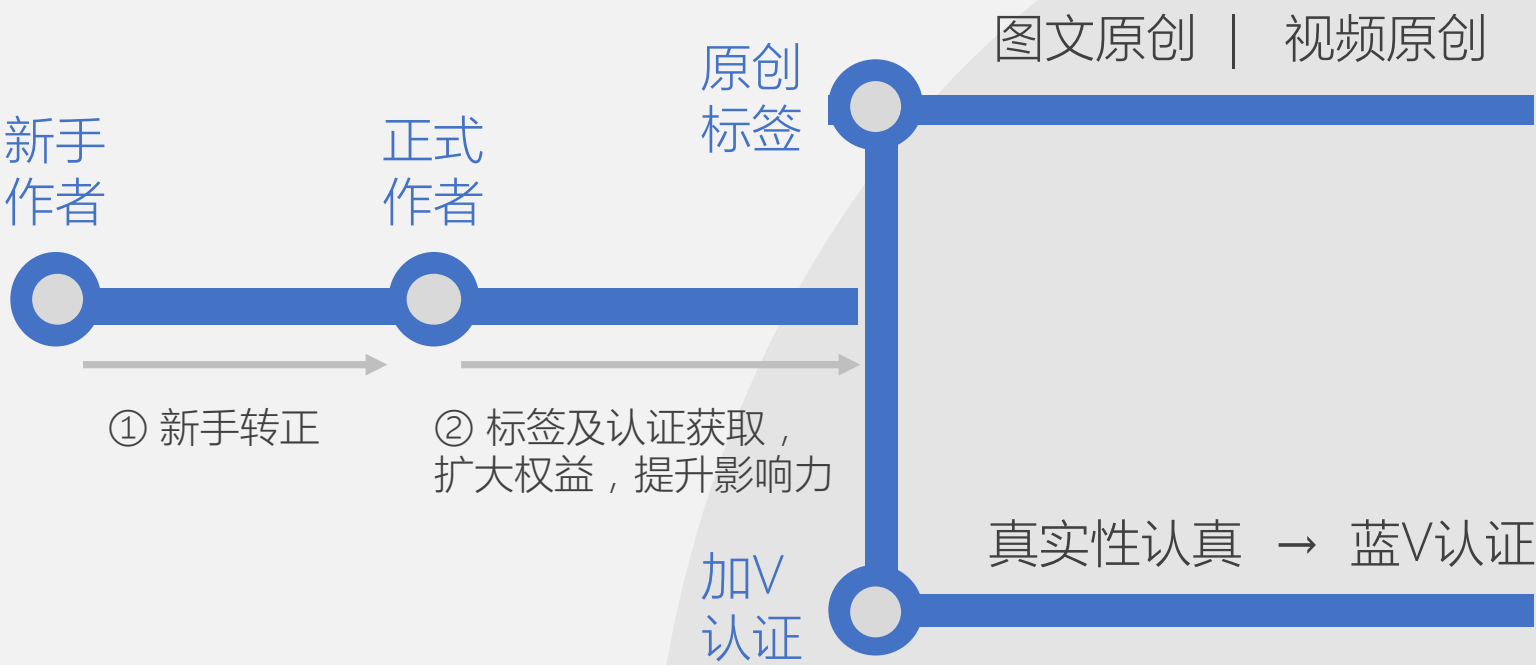 新手
作者
正式
作者
原创
标签
图文原创 | 视频原创
① 新手转正
② 标签及认证获取，
扩大权益，提升影响力
加V
认证
真实性认真 → 蓝V认证